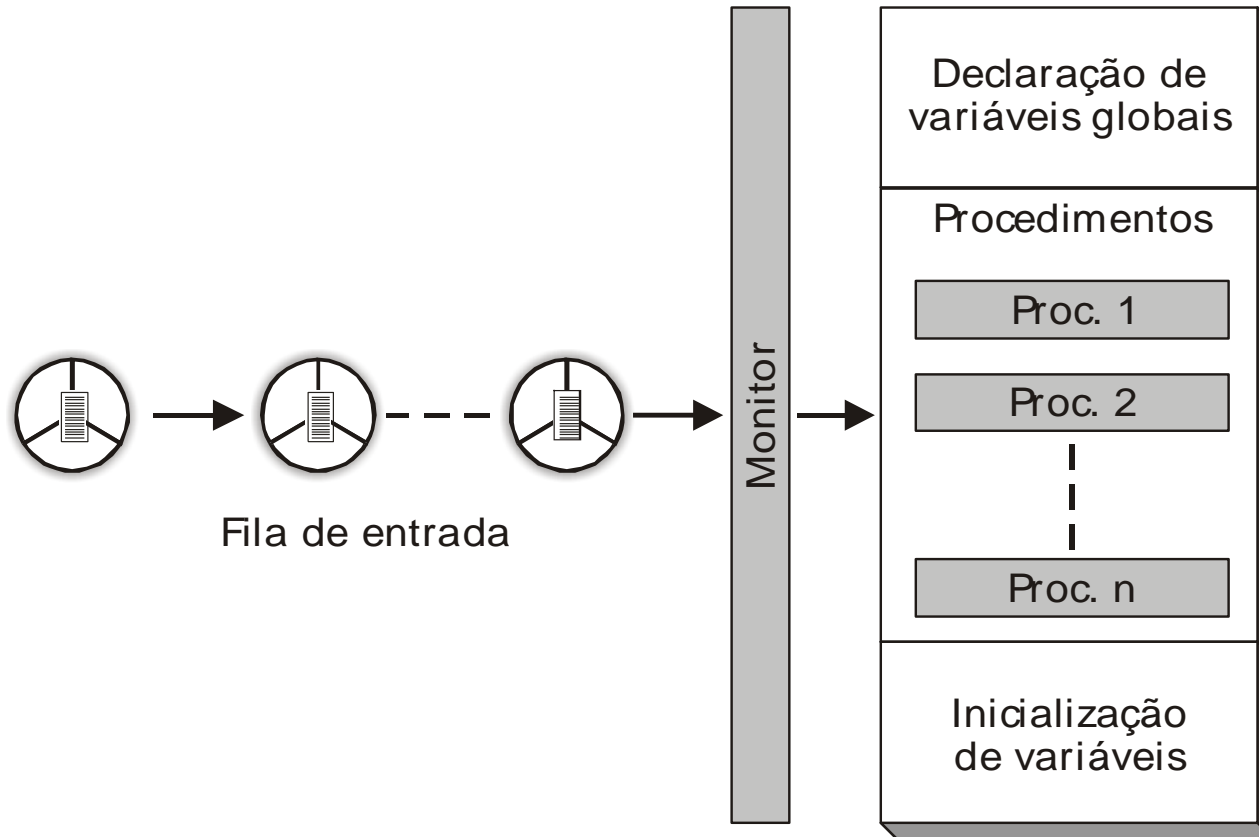 Fila de entrada
Monitor
Declaração de
variáveis globais
Procedimentos
Proc. 1
Proc. 2
Proc. n
Inicialização
de variáveis